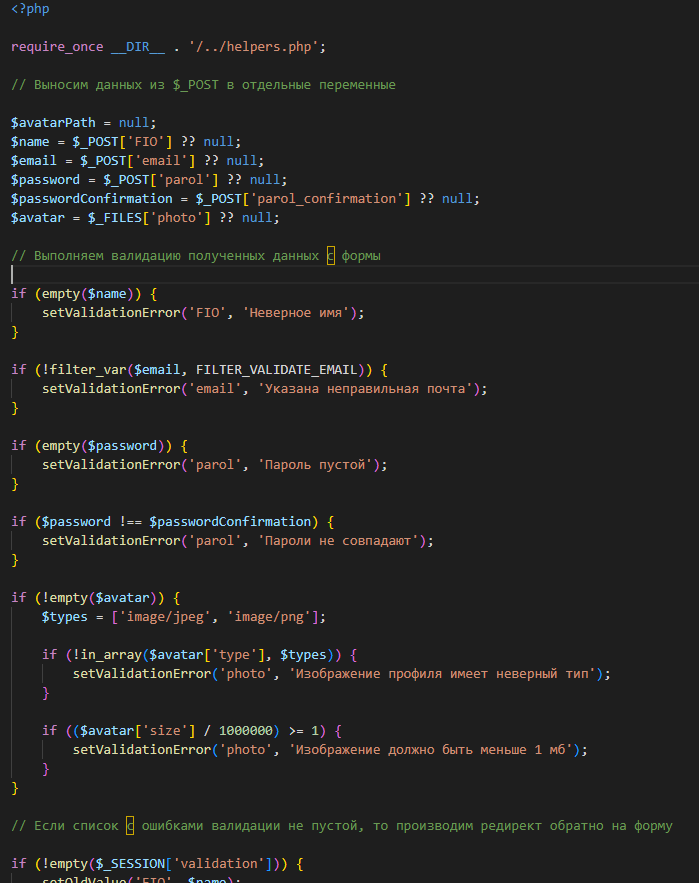 <?php
require_once __DIR__ . '/../helpers.php';
// Выносим данных из $_POST в отдельные переменные
$avatarPath = null;
$name = $_POST['FIO'] ?? null;
$email = $_POST['email'] ?? null;
$password = $_POST['parol'] ?? null;
$passwordConfirmation = $_POST['parol_confirmation'] ?? null;
$avatar = $_FILES['photo'] ?? null;
// Выполняем валидацию полученных данных с формы
if (empty($name)) {
setValidationError('FIO', 'Неверное имя');
}
if (!filter_var($email, FILTER_VALIDATE_EMAIL)) {
setValidationError('email', 'Указана неправильная почта');
}
if (empty($password)) {
setValidationError('parol', 'Пароль пустой');
}
if ($password !== $passwordConfirmation) {
setValidationError('parol', 'Пароли не совпадают');
}
if (!empty($avatar)) {
$types = ['image/jpeg', 'image/png'];
if (!in_array($avatar['type'], $types)) {
setValidationError('photo', 'Изображение профиля имеет неверный тип');
}
if (($avatar['size'] / 1000000) >= 1) {
setValidationError('photo', 'Изображение должно быть меньше 1 мб');
}
}
// Если список с ошибками валидации не пустой, то производим редирект обратно на форму
if (!empty($_SESSION['validation'])) {
setOldValue('FIO', $name);